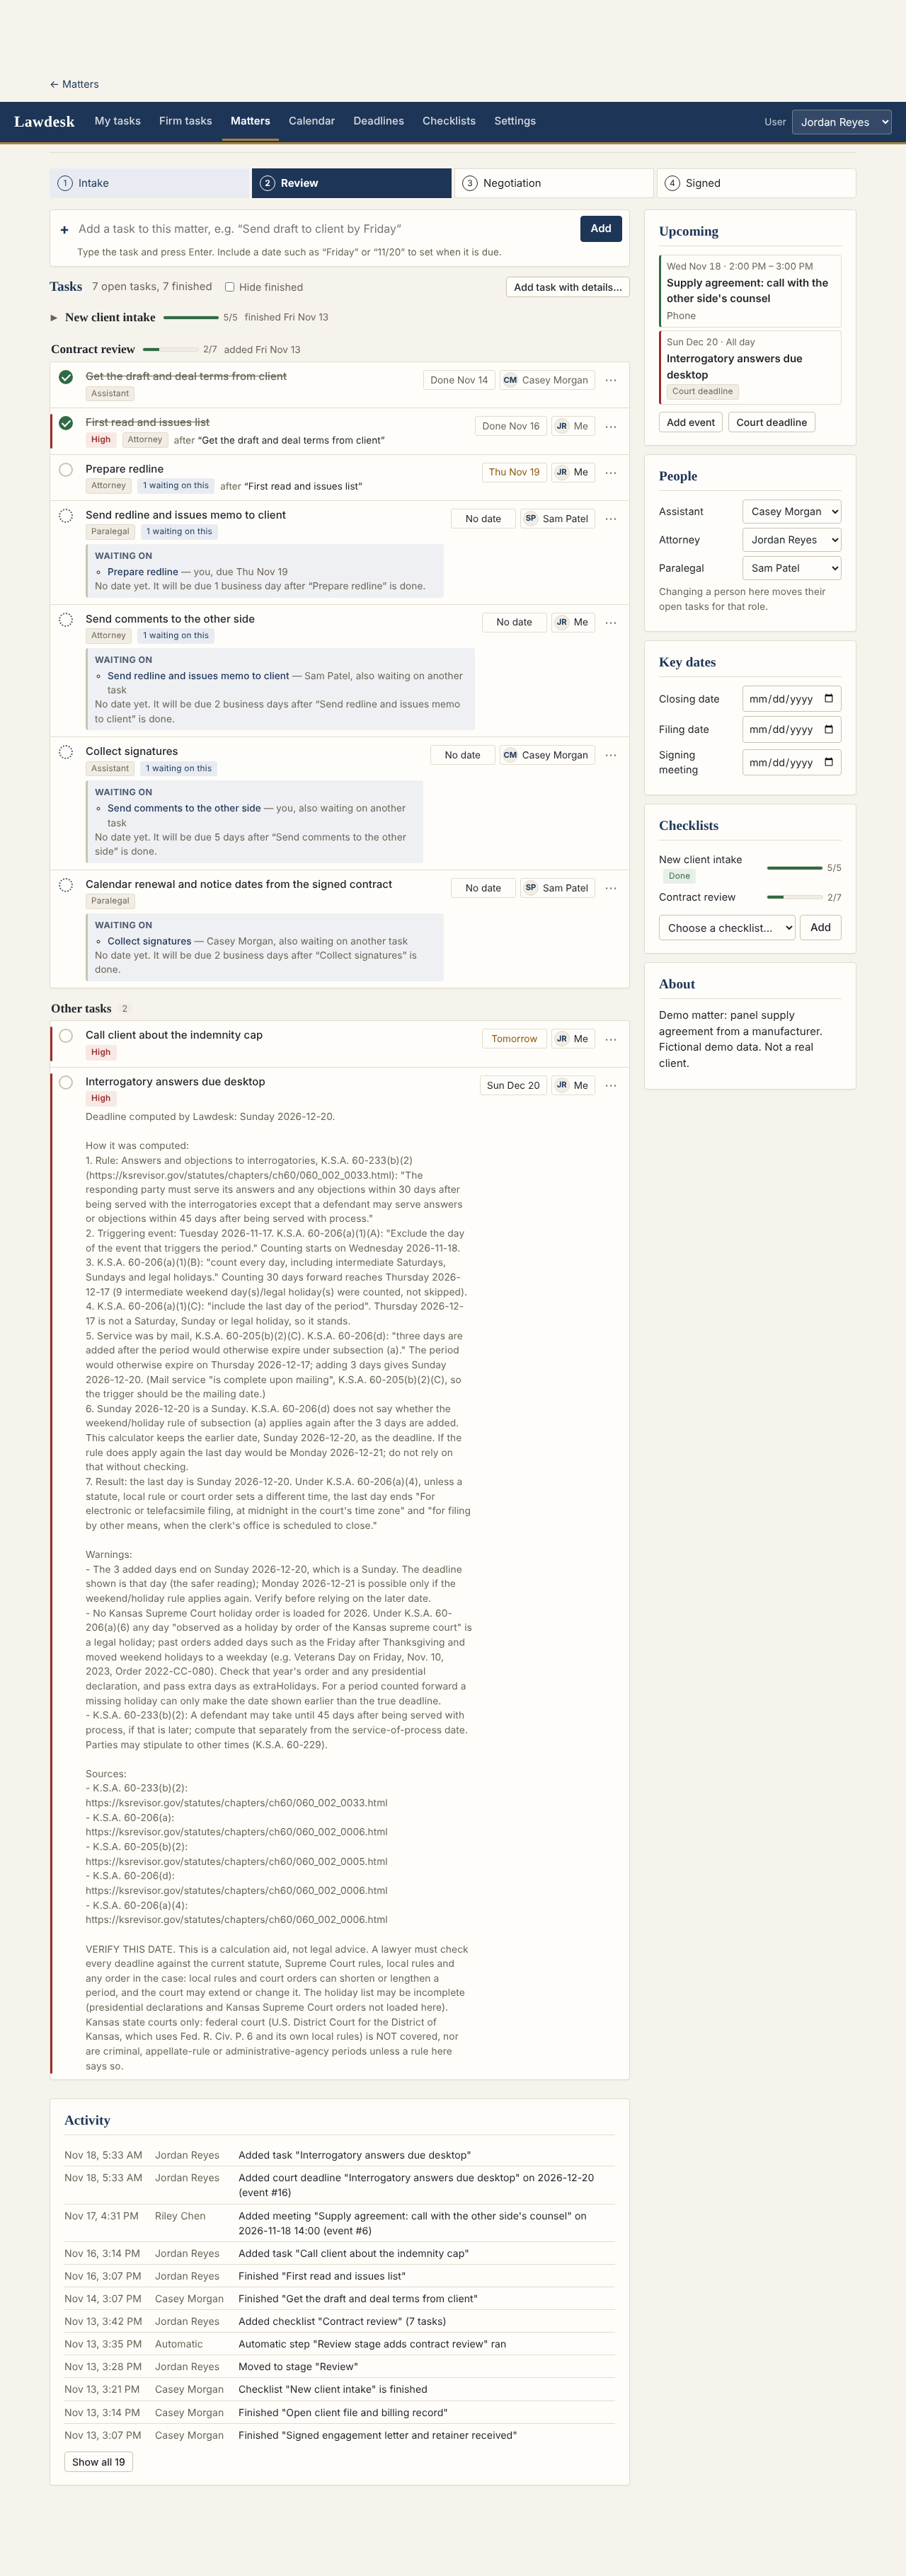 ← Matters
Lawdesk My tasks Firm tasks Matters Calendar Deadlines Checklists Settings User Jordan Reyes
1 Intake 2 Review 3 Negotiation 4 Signed
+ Add a task to this matter, e.g. “Send draft to client by Friday” Add
Type the task and press Enter. Include a date such as “Friday” or “11/20” to set when it is due.
Tasks 7 open tasks, 7 finished Hide finished Add task with details...
New client intake 5/5 finished Fri Nov 13
Contract review 2/7 added Fri Nov 13
Get the draft and deal terms from client Done Nov 14 CM Casey Morgan ...
Assistant
First read and issues list Done Nov 16 JR Me ...
High Attorney after “Get the draft and deal terms from client”
Prepare redline Thu Nov 19 JR Me ...
Attorney 1 waiting on this after “First read and issues list”
Send redline and issues memo to client No date SP Sam Patel ...
Paralegal 1 waiting on this
WAITING ON
Prepare redline — you, due Thu Nov 19
No date yet. It will be due 1 business day after “Prepare redline” is done.
Send comments to the other side No date JR Me ...
Attorney 1 waiting on this
WAITING ON
Send redline and issues memo to client — Sam Patel, also waiting on another
task
No date yet. It will be due 2 business days after “Send redline and issues memo
to client” is done.
Collect signatures No date CM Casey Morgan ...
Assistant 1 waiting on this
WAITING ON
Send comments to the other side — you, also waiting on another
task
No date yet. It will be due 5 days after “Send comments to the other
side” is done.
Calendar renewal and notice dates from the signed contract No date SP Sam Patel ...
Paralegal
WAITING ON
Collect signatures — Casey Morgan, also waiting on another task
No date yet. It will be due 2 business days after “Collect signatures” is
done.
Other tasks 2
Call client about the indemnity cap Tomorrow JR Me ...
High
Interrogatory answers due desktop Sun Dec 20 JR Me ...
High
Deadline computed by Lawdesk: Sunday 2026-12-20.
How it was computed:
1. Rule: Answers and objections to interrogatories, K.S.A. 60-233(b)(2)
(https://ksrevisor.gov/statutes/chapters/ch60/060_002_0033.html): "The
responding party must serve its answers and any objections within 30 days after
being served with the interrogatories except that a defendant may serve answers
or objections within 45 days after being served with process."
2. Triggering event: Tuesday 2026-11-17. K.S.A. 60-206(a)(1)(A): "Exclude the day
of the event that triggers the period." Counting starts on Wednesday 2026-11-18.
3. K.S.A. 60-206(a)(1)(B): "count every day, including intermediate Saturdays,
Sundays and legal holidays." Counting 30 days forward reaches Thursday 2026-
12-17 (9 intermediate weekend day(s)/legal holiday(s) were counted, not skipped).
4. K.S.A. 60-206(a)(1)(C): "include the last day of the period". Thursday 2026-12-
17 is not a Saturday, Sunday or legal holiday, so it stands.
5. Service was by mail, K.S.A. 60-205(b)(2)(C). K.S.A. 60-206(d): "three days are
added after the period would otherwise expire under subsection (a)." The period
would otherwise expire on Thursday 2026-12-17; adding 3 days gives Sunday
2026-12-20. (Mail service "is complete upon mailing", K.S.A. 60-205(b)(2)(C), so
the trigger should be the mailing date.)
6. Sunday 2026-12-20 is a Sunday. K.S.A. 60-206(d) does not say whether the
weekend/holiday rule of subsection (a) applies again after the 3 days are added.
This calculator keeps the earlier date, Sunday 2026-12-20, as the deadline. If the
rule does apply again the last day would be Monday 2026-12-21; do not rely on
that without checking.
7. Result: the last day is Sunday 2026-12-20. Under K.S.A. 60-206(a)(4), unless a
statute, local rule or court order sets a different time, the last day ends "For
electronic or telefacsimile filing, at midnight in the court's time zone" and "for filing
by other means, when the clerk's office is scheduled to close."
Warnings:
- The 3 added days end on Sunday 2026-12-20, which is a Sunday. The deadline
shown is that day (the safer reading); Monday 2026-12-21 is possible only if the
weekend/holiday rule applies again. Verify before relying on the later date.
- No Kansas Supreme Court holiday order is loaded for 2026. Under K.S.A. 60-
206(a)(6) any day "observed as a holiday by order of the Kansas supreme court" is
a legal holiday; past orders added days such as the Friday after Thanksgiving and
moved weekend holidays to a weekday (e.g. Veterans Day on Friday, Nov. 10,
2023, Order 2022-CC-080). Check that year's order and any presidential
declaration, and pass extra days as extraHolidays. For a period counted forward a
missing holiday can only make the date shown earlier than the true deadline.
- K.S.A. 60-233(b)(2): A defendant may take until 45 days after being served with
process, if that is later; compute that separately from the service-of-process date.
Parties may stipulate to other times (K.S.A. 60-229).
Sources:
- K.S.A. 60-233(b)(2):
https://ksrevisor.gov/statutes/chapters/ch60/060_002_0033.html
- K.S.A. 60-206(a):
https://ksrevisor.gov/statutes/chapters/ch60/060_002_0006.html
- K.S.A. 60-205(b)(2):
https://ksrevisor.gov/statutes/chapters/ch60/060_002_0005.html
- K.S.A. 60-206(d):
https://ksrevisor.gov/statutes/chapters/ch60/060_002_0006.html
- K.S.A. 60-206(a)(4):
https://ksrevisor.gov/statutes/chapters/ch60/060_002_0006.html
VERIFY THIS DATE. This is a calculation aid, not legal advice. A lawyer must check
every deadline against the current statute, Supreme Court rules, local rules and
any order in the case: local rules and court orders can shorten or lengthen a
period, and the court may extend or change it. The holiday list may be incomplete
(presidential declarations and Kansas Supreme Court orders not loaded here).
Kansas state courts only: federal court (U.S. District Court for the District of
Kansas, which uses Fed. R. Civ. P. 6 and its own local rules) is NOT covered, nor
are criminal, appellate-rule or administrative-agency periods unless a rule here
says so.
Activity
Nov 18, 5:33 AM Jordan Reyes Added task "Interrogatory answers due desktop"
Nov 18, 5:33 AM Jordan Reyes Added court deadline "Interrogatory answers due desktop" on 2026-12-20
(event #16)
Nov 17, 4:31 PM Riley Chen Added meeting "Supply agreement: call with the other side's counsel" on
2026-11-18 14:00 (event #6)
Nov 16, 3:14 PM Jordan Reyes Added task "Call client about the indemnity cap"
Nov 16, 3:07 PM Jordan Reyes Finished "First read and issues list"
Nov 14, 3:07 PM Casey Morgan Finished "Get the draft and deal terms from client"
Nov 13, 3:42 PM Jordan Reyes Added checklist "Contract review" (7 tasks)
Nov 13, 3:35 PM Automatic Automatic step "Review stage adds contract review" ran
Nov 13, 3:28 PM Jordan Reyes Moved to stage "Review"
Nov 13, 3:21 PM Casey Morgan Checklist "New client intake" is finished
Nov 13, 3:14 PM Casey Morgan Finished "Open client file and billing record"
Nov 13, 3:07 PM Casey Morgan Finished "Signed engagement letter and retainer received"
Show all 19
Upcoming
Wed Nov 18 · 2:00 PM – 3:00 PM
Supply agreement: call with the
other side's counsel
Phone
Sun Dec 20 · All day
Interrogatory answers due
desktop
Court deadline
Add event Court deadline
People
Assistant Casey Morgan
Attorney Jordan Reyes
Paralegal Sam Patel
Changing a person here moves their
open tasks for that role.
Key dates
Closing date mm/dd/yyyy
Filing date mm/dd/yyyy
Signing
meeting mm/dd/yyyy
Checklists
New client intake 5/5
Done
Contract review 2/7
Choose a checklist... Add
About
Demo matter: panel supply
agreement from a manufacturer.
Fictional demo data. Not a real
client.